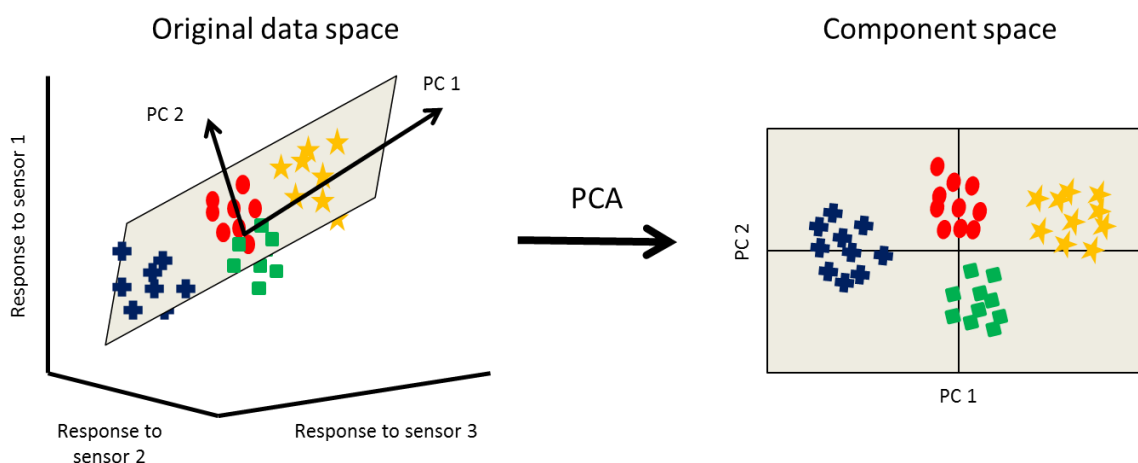 Original data space
Component space
PC 1
PC 2
Response to sensor 1
PCA
PC 2
PC 1
Response to
sensor 2
Response to sensor 3